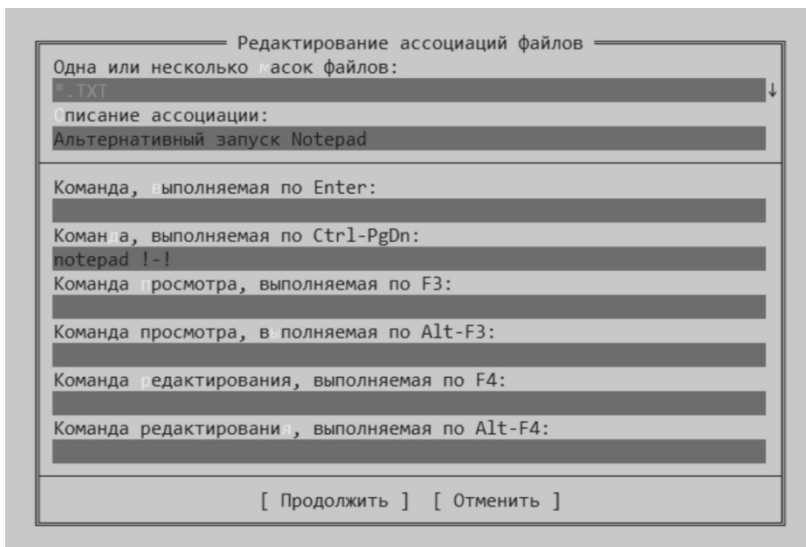 Редактирование ассоциаций файлов
Одна или несколько масок файлов:
*.TXT ↓
Описание ассоциации:
Альтернативный запуск Notepad
Команда, выполняемая по Enter:
Команда, выполняемая по Ctrl-PgDn:
notepad !-!
Команда просмотра, выполняемая по F3:
Команда просмотра, выполняемая по Alt-F3:
Команда редактирования, выполняемая по F4:
Команда редактирования, выполняемая по Alt-F4:
[ Продолжить ] [ Отменить ]